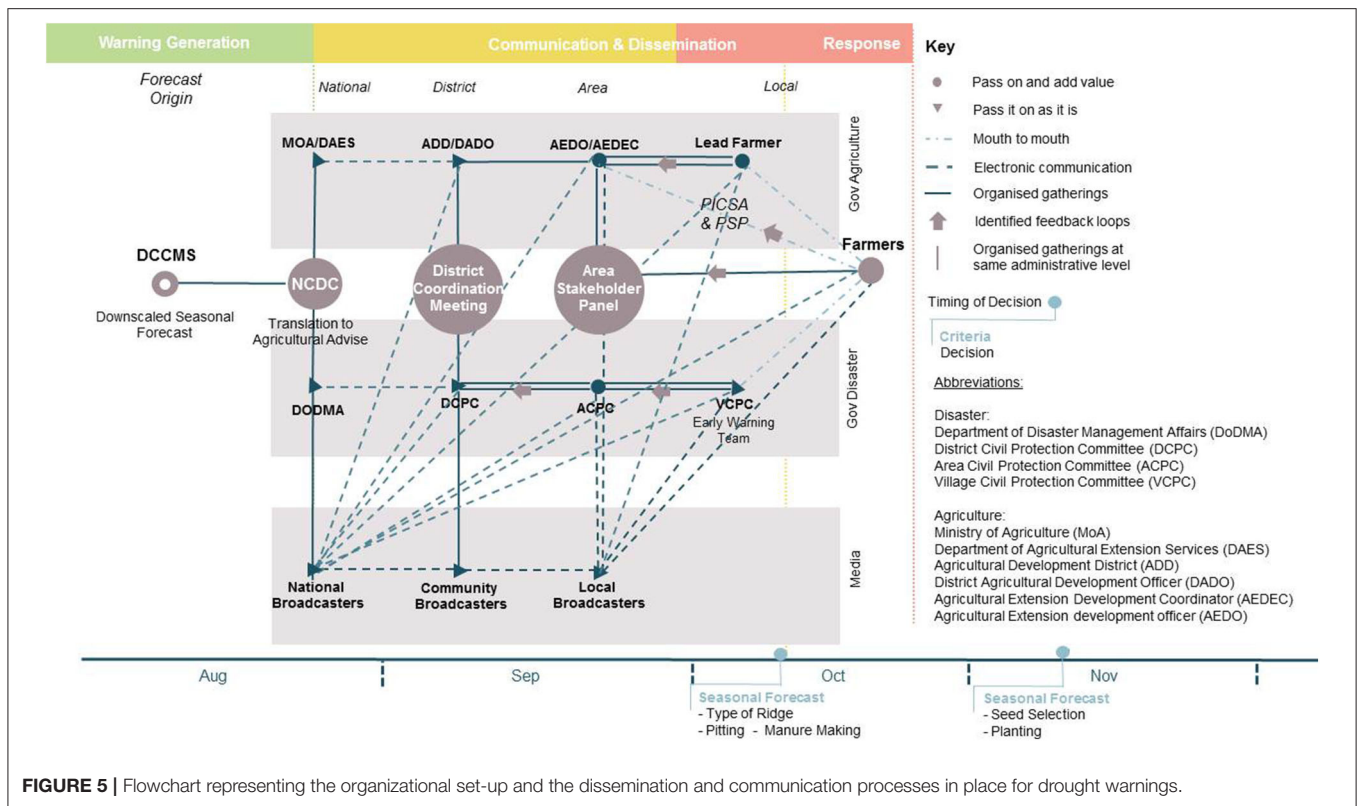 Warning Generation
Communication & Dissemination
Response
Forecast
Origin
National
District
Area
Local
MOA/DAES
ADD/DADO
AEDO/AEDEC
Lead Farmer
Gov Agriculture
PICSA
& PSP
DCCMS
Downscaled Seasonal
Forecast
NCDC
Translation to
Agricultural Advise
District
Coordination
Meeting
Area
Stakeholder
Panel
Farmers
DODMA
DCPC
ACPC
VCPC
Early Warning
Team
Gov Disaster
National
Broadcasters
Community
Broadcasters
Local
Broadcasters
Media
Key
Pass on and add value
Pass it on as it is
Mouth to mouth
Electronic communication
Organised gatherings
Identified feedback loops
Organised gatherings at
same administrative level
Timing of Decision
Criteria
Decision
Abbreviations:
Disaster:
Department of Disaster Management Affairs (DoDMA)
District Civil Protection Committee (DCPC)
Area Civil Protection Committee (ACPC)
Village Civil Protection Committee (VCPC)
Agriculture:
Ministry of Agriculture (MoA)
Department of Agricultural Extension Services (DAES)
Agricultural Development District (ADD)
District Agricultural Development Officer (DADO)
Agricultural Extension Development Coordinator (AEDEC)
Agricultural Extension development officer (AEDO)
Aug
Sep
Oct
Nov
Seasonal Forecast
- Type of Ridge
- Pitting - Manure Making
Seasonal Forecast
- Seed Selection
- Planting
FIGURE 5 | Flowchart representing the organizational set-up and the dissemination and communication processes in place for drought warnings.